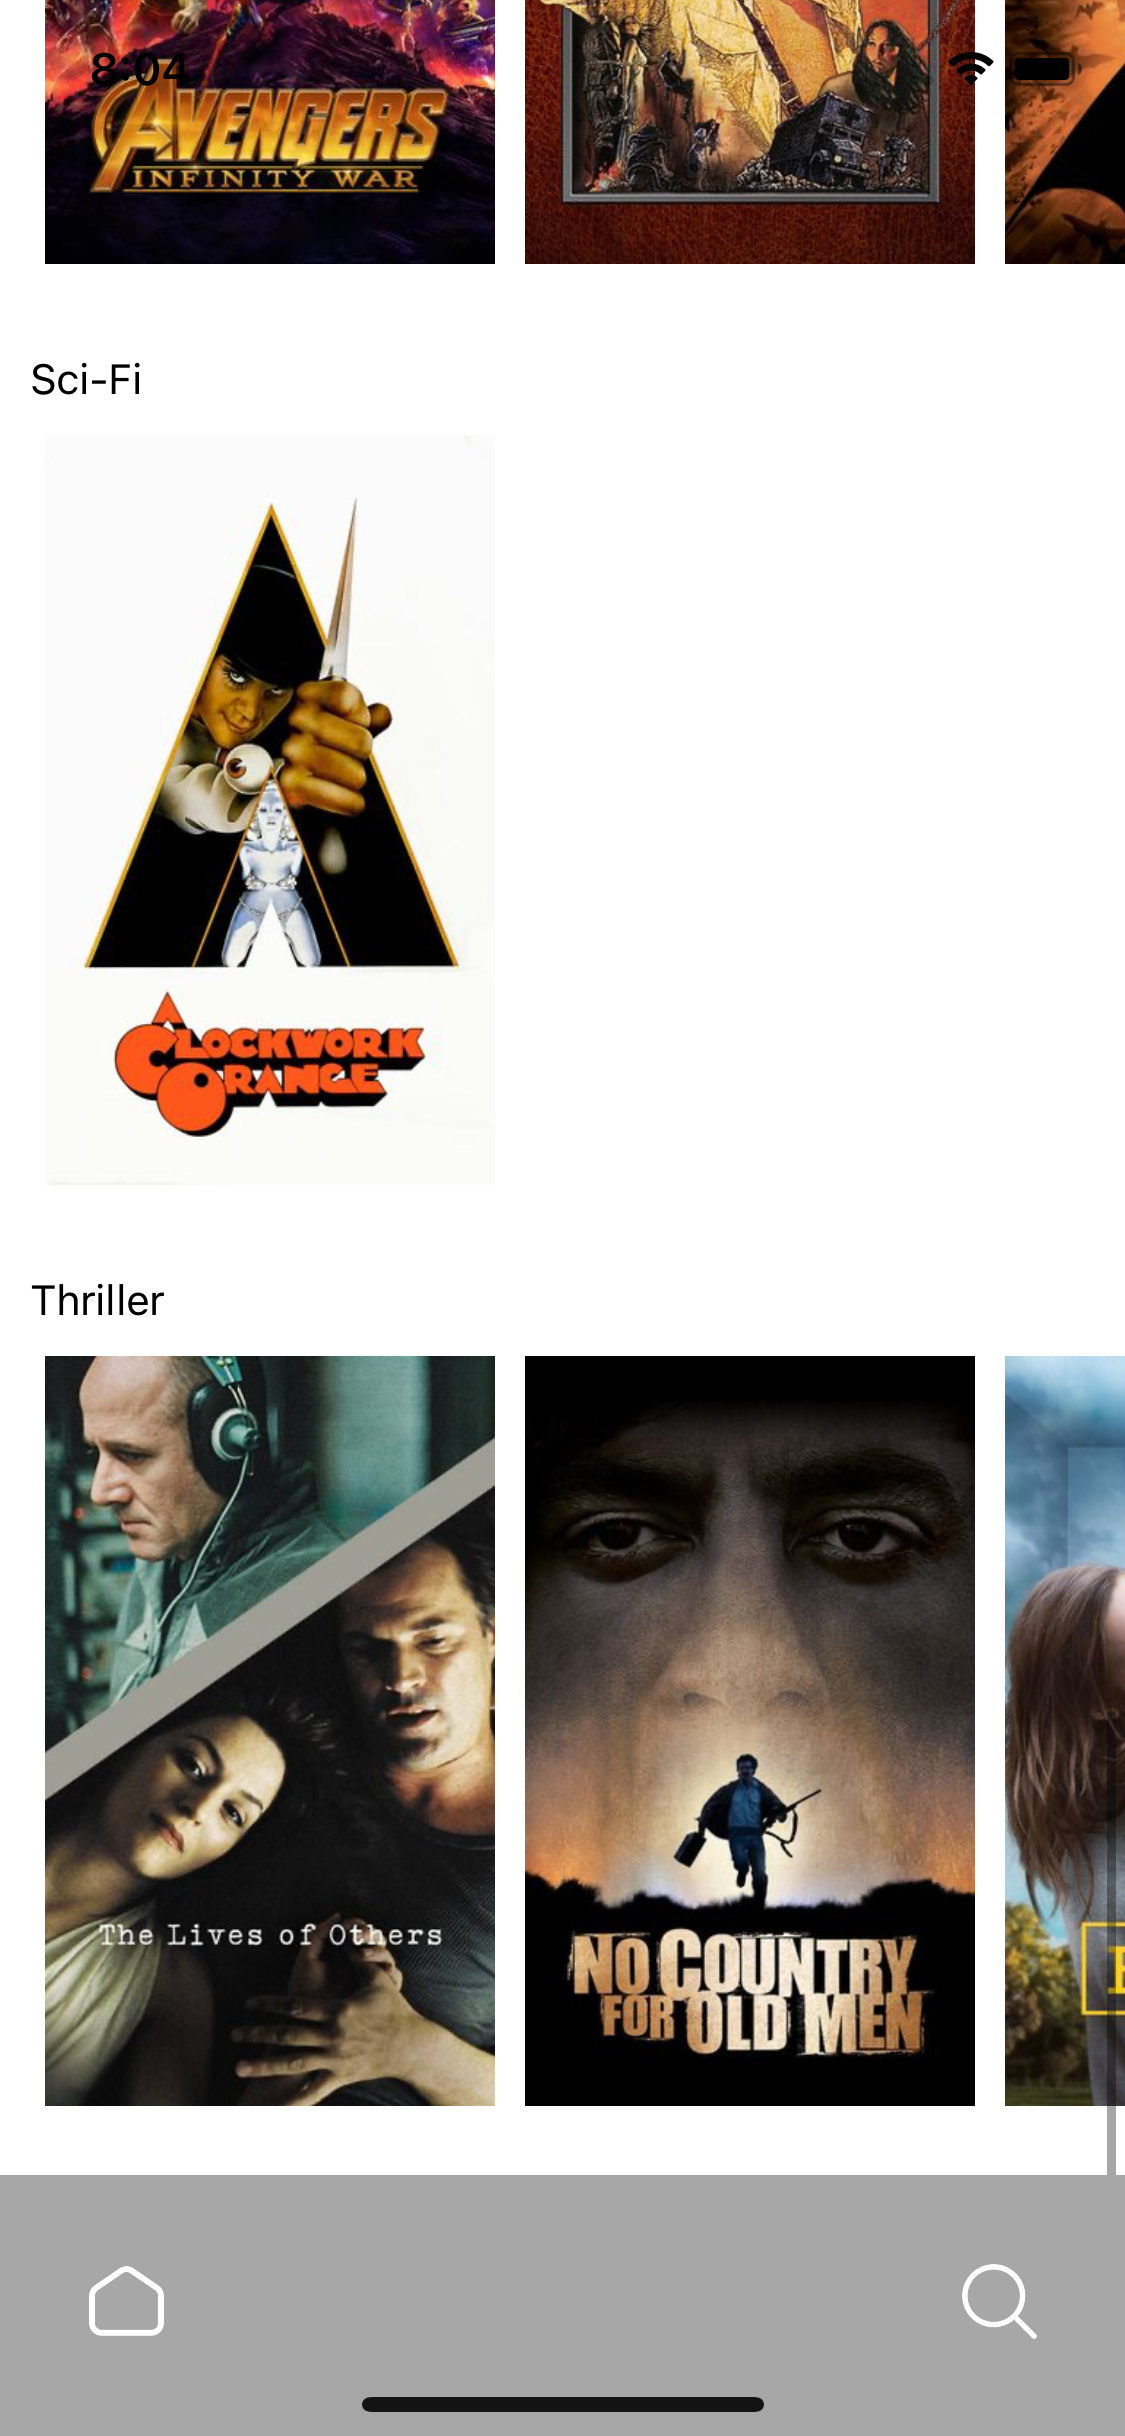 8:04
AVENGERS
INFINITY WAR
Sci-Fi
A CLOCKWORK
ORANGE
Thriller
The Lives of Others
NO COUNTRY
FOR OLD MEN